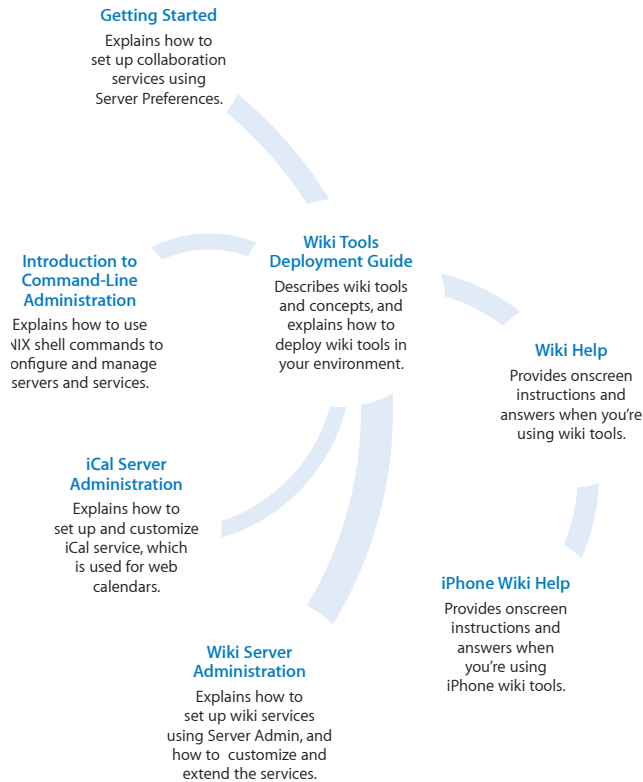 Getting Started
Explains how to
set up collaboration
services using
Server Preferences.
Wiki Tools
Deployment Guide
Describes wiki tools
and concepts, and
explains how to
deploy wiki tools in
your environment.
Introduction to
Command-Line
Administration
Explains how to use
NIX shell commands to
onfigure and manage
servers and services.
Wiki Help
Provides onscreen
instructions and
answers when you’re
using wiki tools.
iCal Server
Administration
Explains how to
set up and customize
iCal service, which
is used for web
calendars.
iPhone Wiki Help
Provides onscreen
instructions and
answers when
you’re using
iPhone wiki tools.
Wiki Server
Administration
Explains how to
set up wiki services
using Server Admin, and
how to  customize and
extend the services.